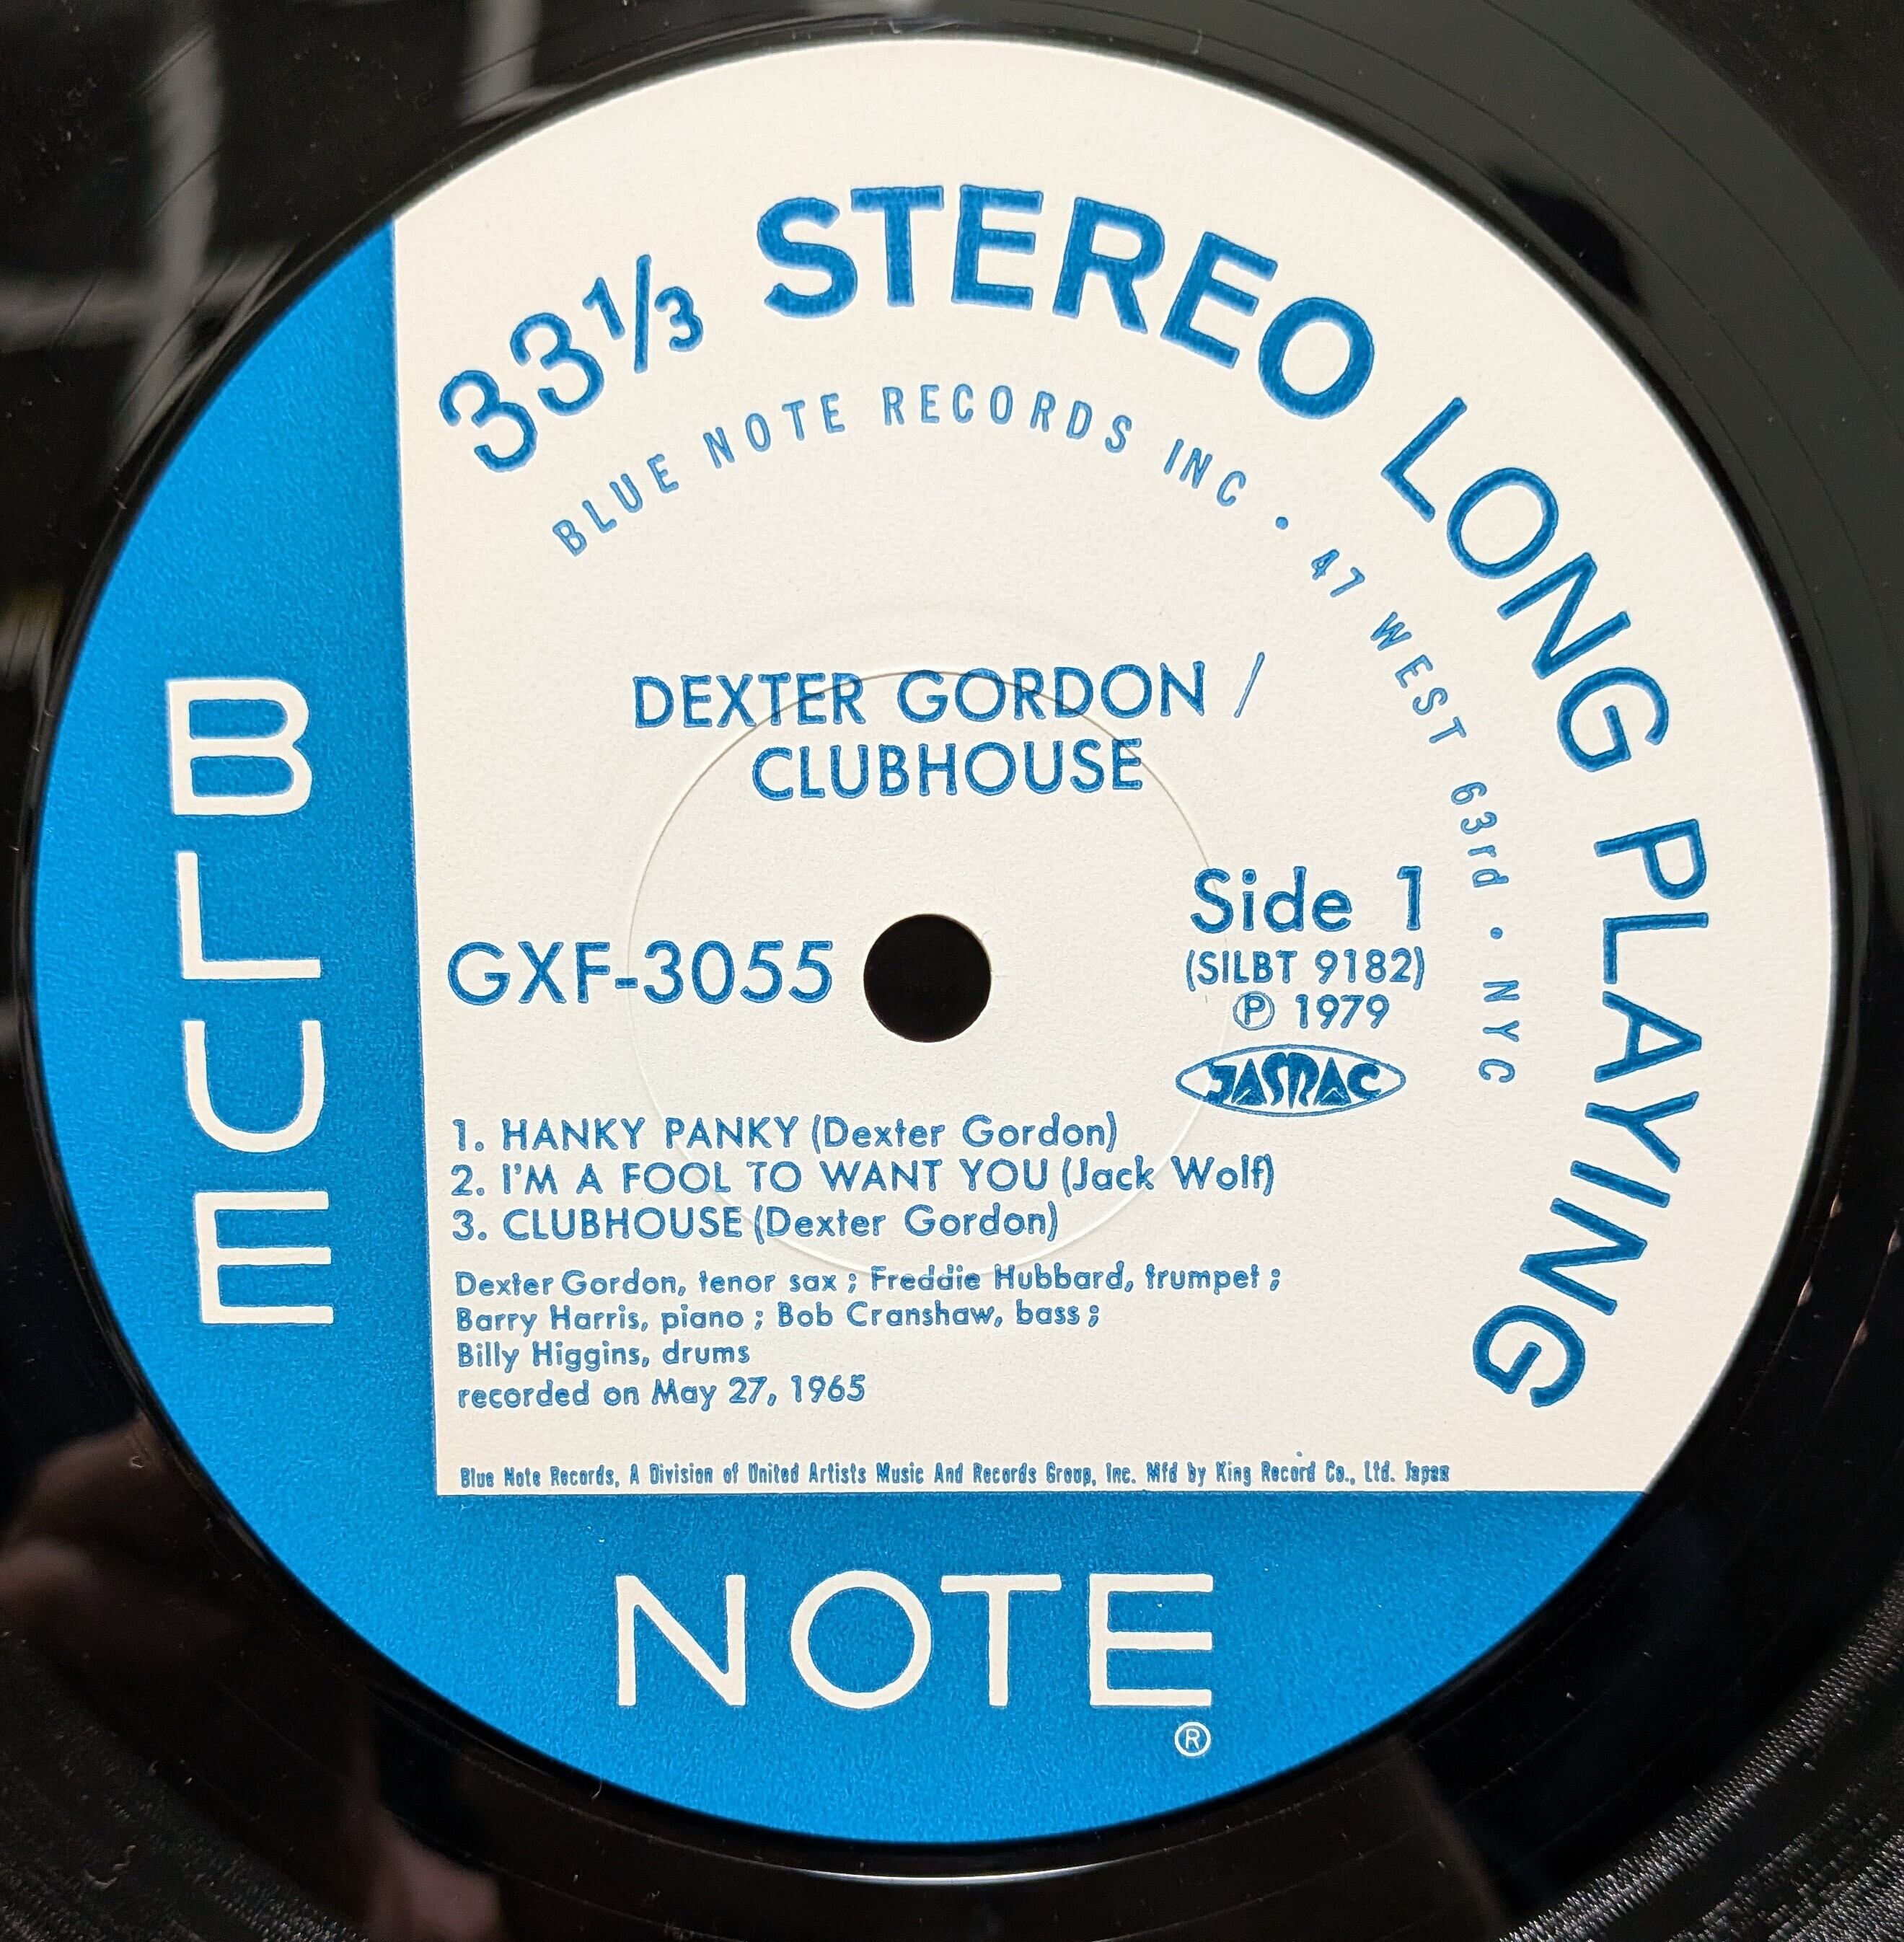 33⅓ STEREO LONG PLAYING
BLUE NOTE RECORDS INC · 47 WEST 63rd · NYC
DEXTER GORDON /
CLUBHOUSE
GXF-3055
Side 1
(SILBT 9182)
℗ 1979
JASRAC
1. HANKY PANKY (Dexter Gordon)
2. I'M A FOOL TO WANT YOU (Jack Wolf)
3. CLUBHOUSE (Dexter Gordon)
Dexter Gordon, tenor sax ; Freddie Hubbard, trumpet ;
Barry Harris, piano ; Bob Cranshaw, bass ;
Billy Higgins, drums
recorded on May 27, 1965
Blue Note Records, A Division of United Artists Music And Records Group, Inc. Mfd by King Record Co., Ltd. Japan
BLUE
NOTE
®